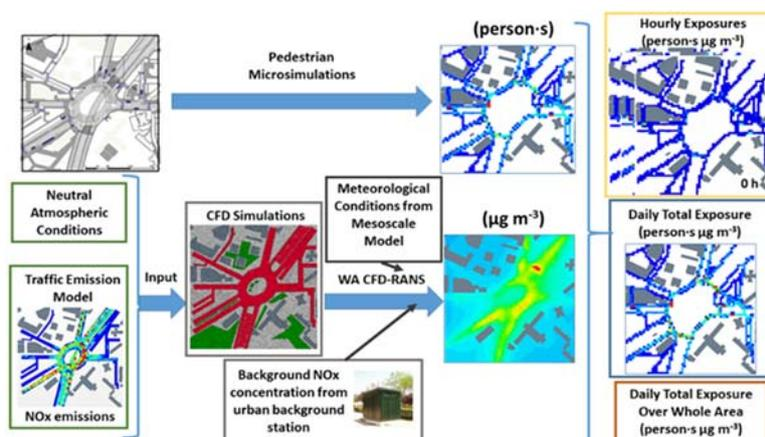 A
Pedestrian
Microsimulations
(person·s)
Hourly Exposures
(person·s µg m⁻³)
0 h
Neutral
Atmospheric
Conditions
Traffic Emission
Model
NOx emissions
Input
CFD Simulations
Meteorological
Conditions from
Mesoscale
Model
WA CFD-RANS
Background NOx
concentration from
urban background
station
(µg m⁻³)
Daily Total Exposure
(person·s µg m⁻³)
Daily Total Exposure
Over Whole Area
(person·s µg m⁻³)